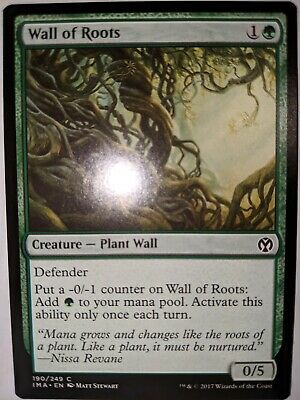 Wall of Roots 1
Creature — Plant Wall
Defender
Put a -0/-1 counter on Wall of Roots:
Add to your mana pool. Activate this
ability only once each turn.
“Mana grows and changes like the roots
of a plant. Like a plant, it must be nurtured.”
—Nissa Revane
0/5
190/249 C
IMA • EN Matt Stewart ™ & © 2017 Wizards of the Coast